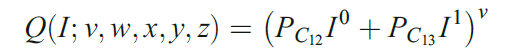 Q(I; v, w, x, y, z) = (P_{C_{12}} I^0 + P_{C_{13}} I^1)^v